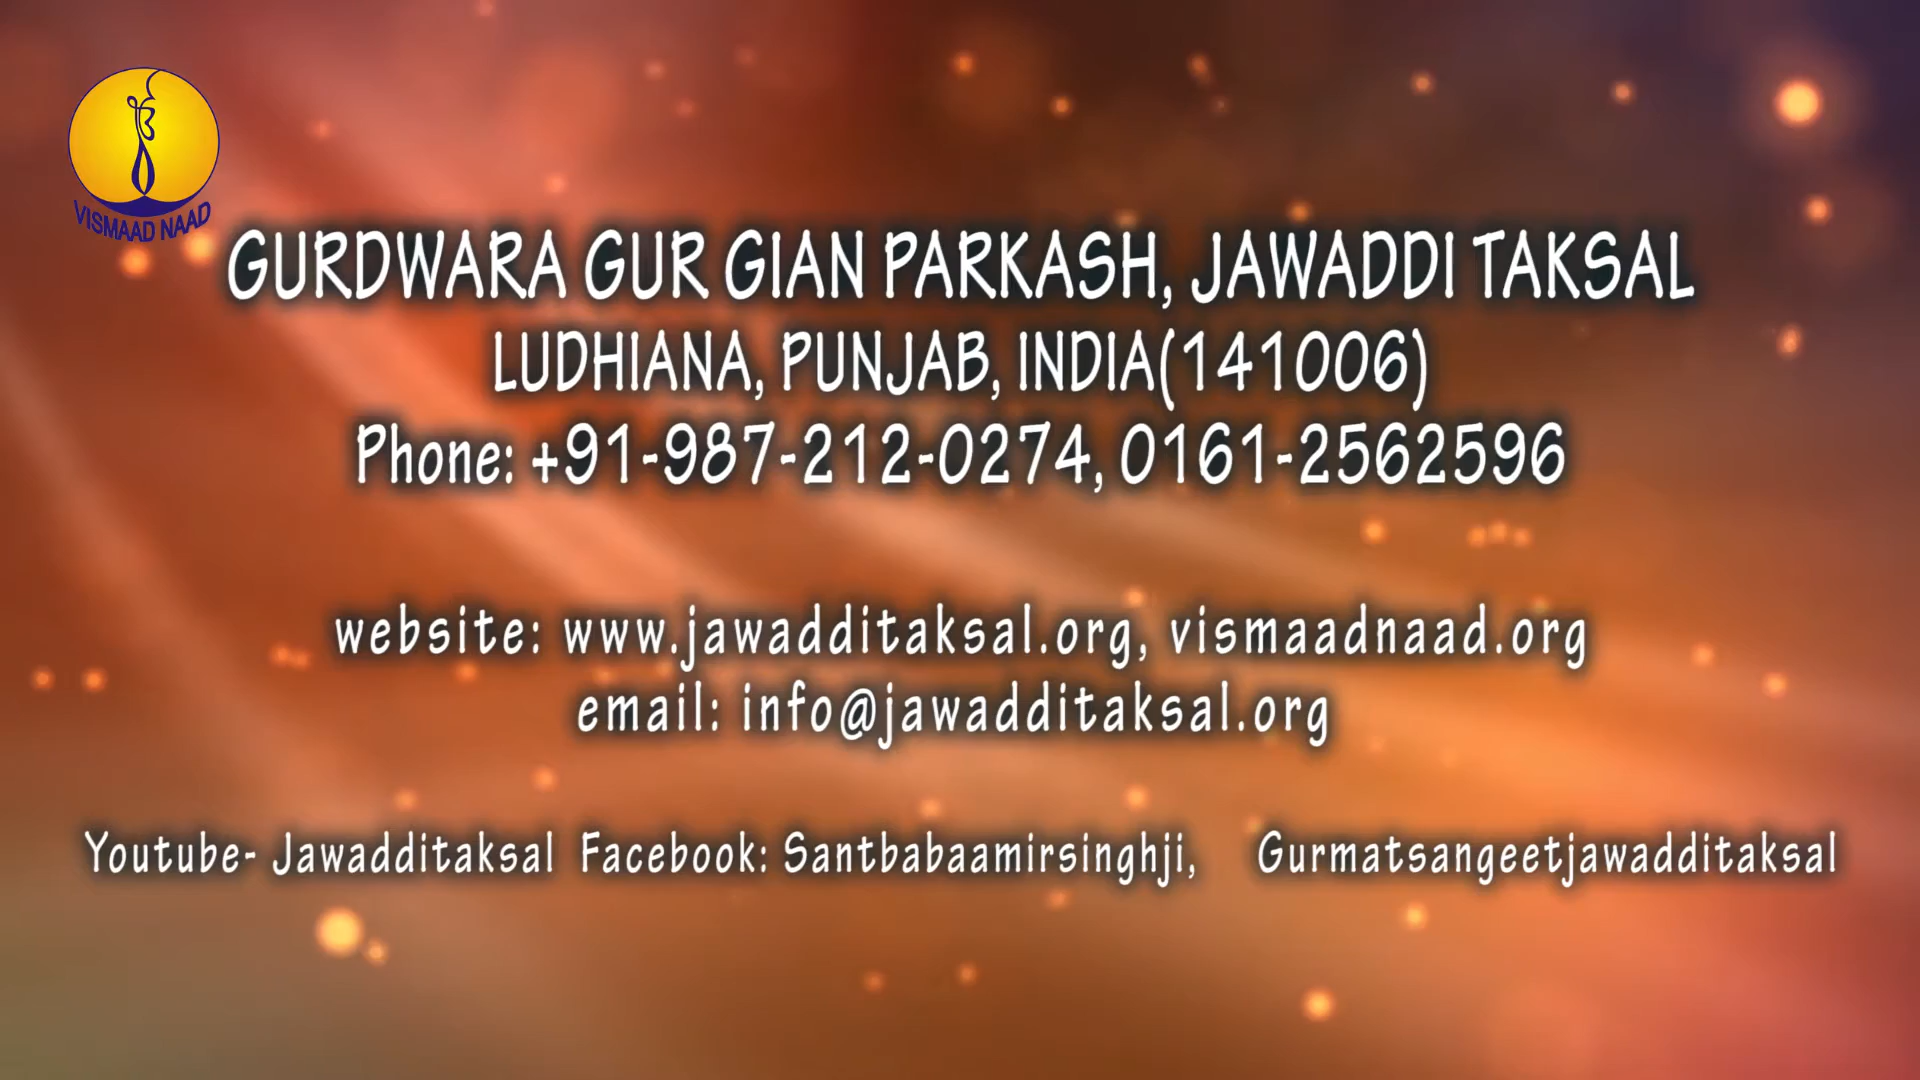 VISMAAD NAAD
GURDWARA GUR GIAN PARKASH, JAWADDI TAKSAL
LUDHIANA, PUNJAB, INDIA(141006)
Phone: +91-987-212-0274, 0161-2562596
website: www.jawadditaksal.org, vismaadnaad.org
email: info@jawadditaksal.org
Youtube- Jawadditaksal Facebook: Santbabaamirsinghji, Gurmatsangeetjawadditaksal